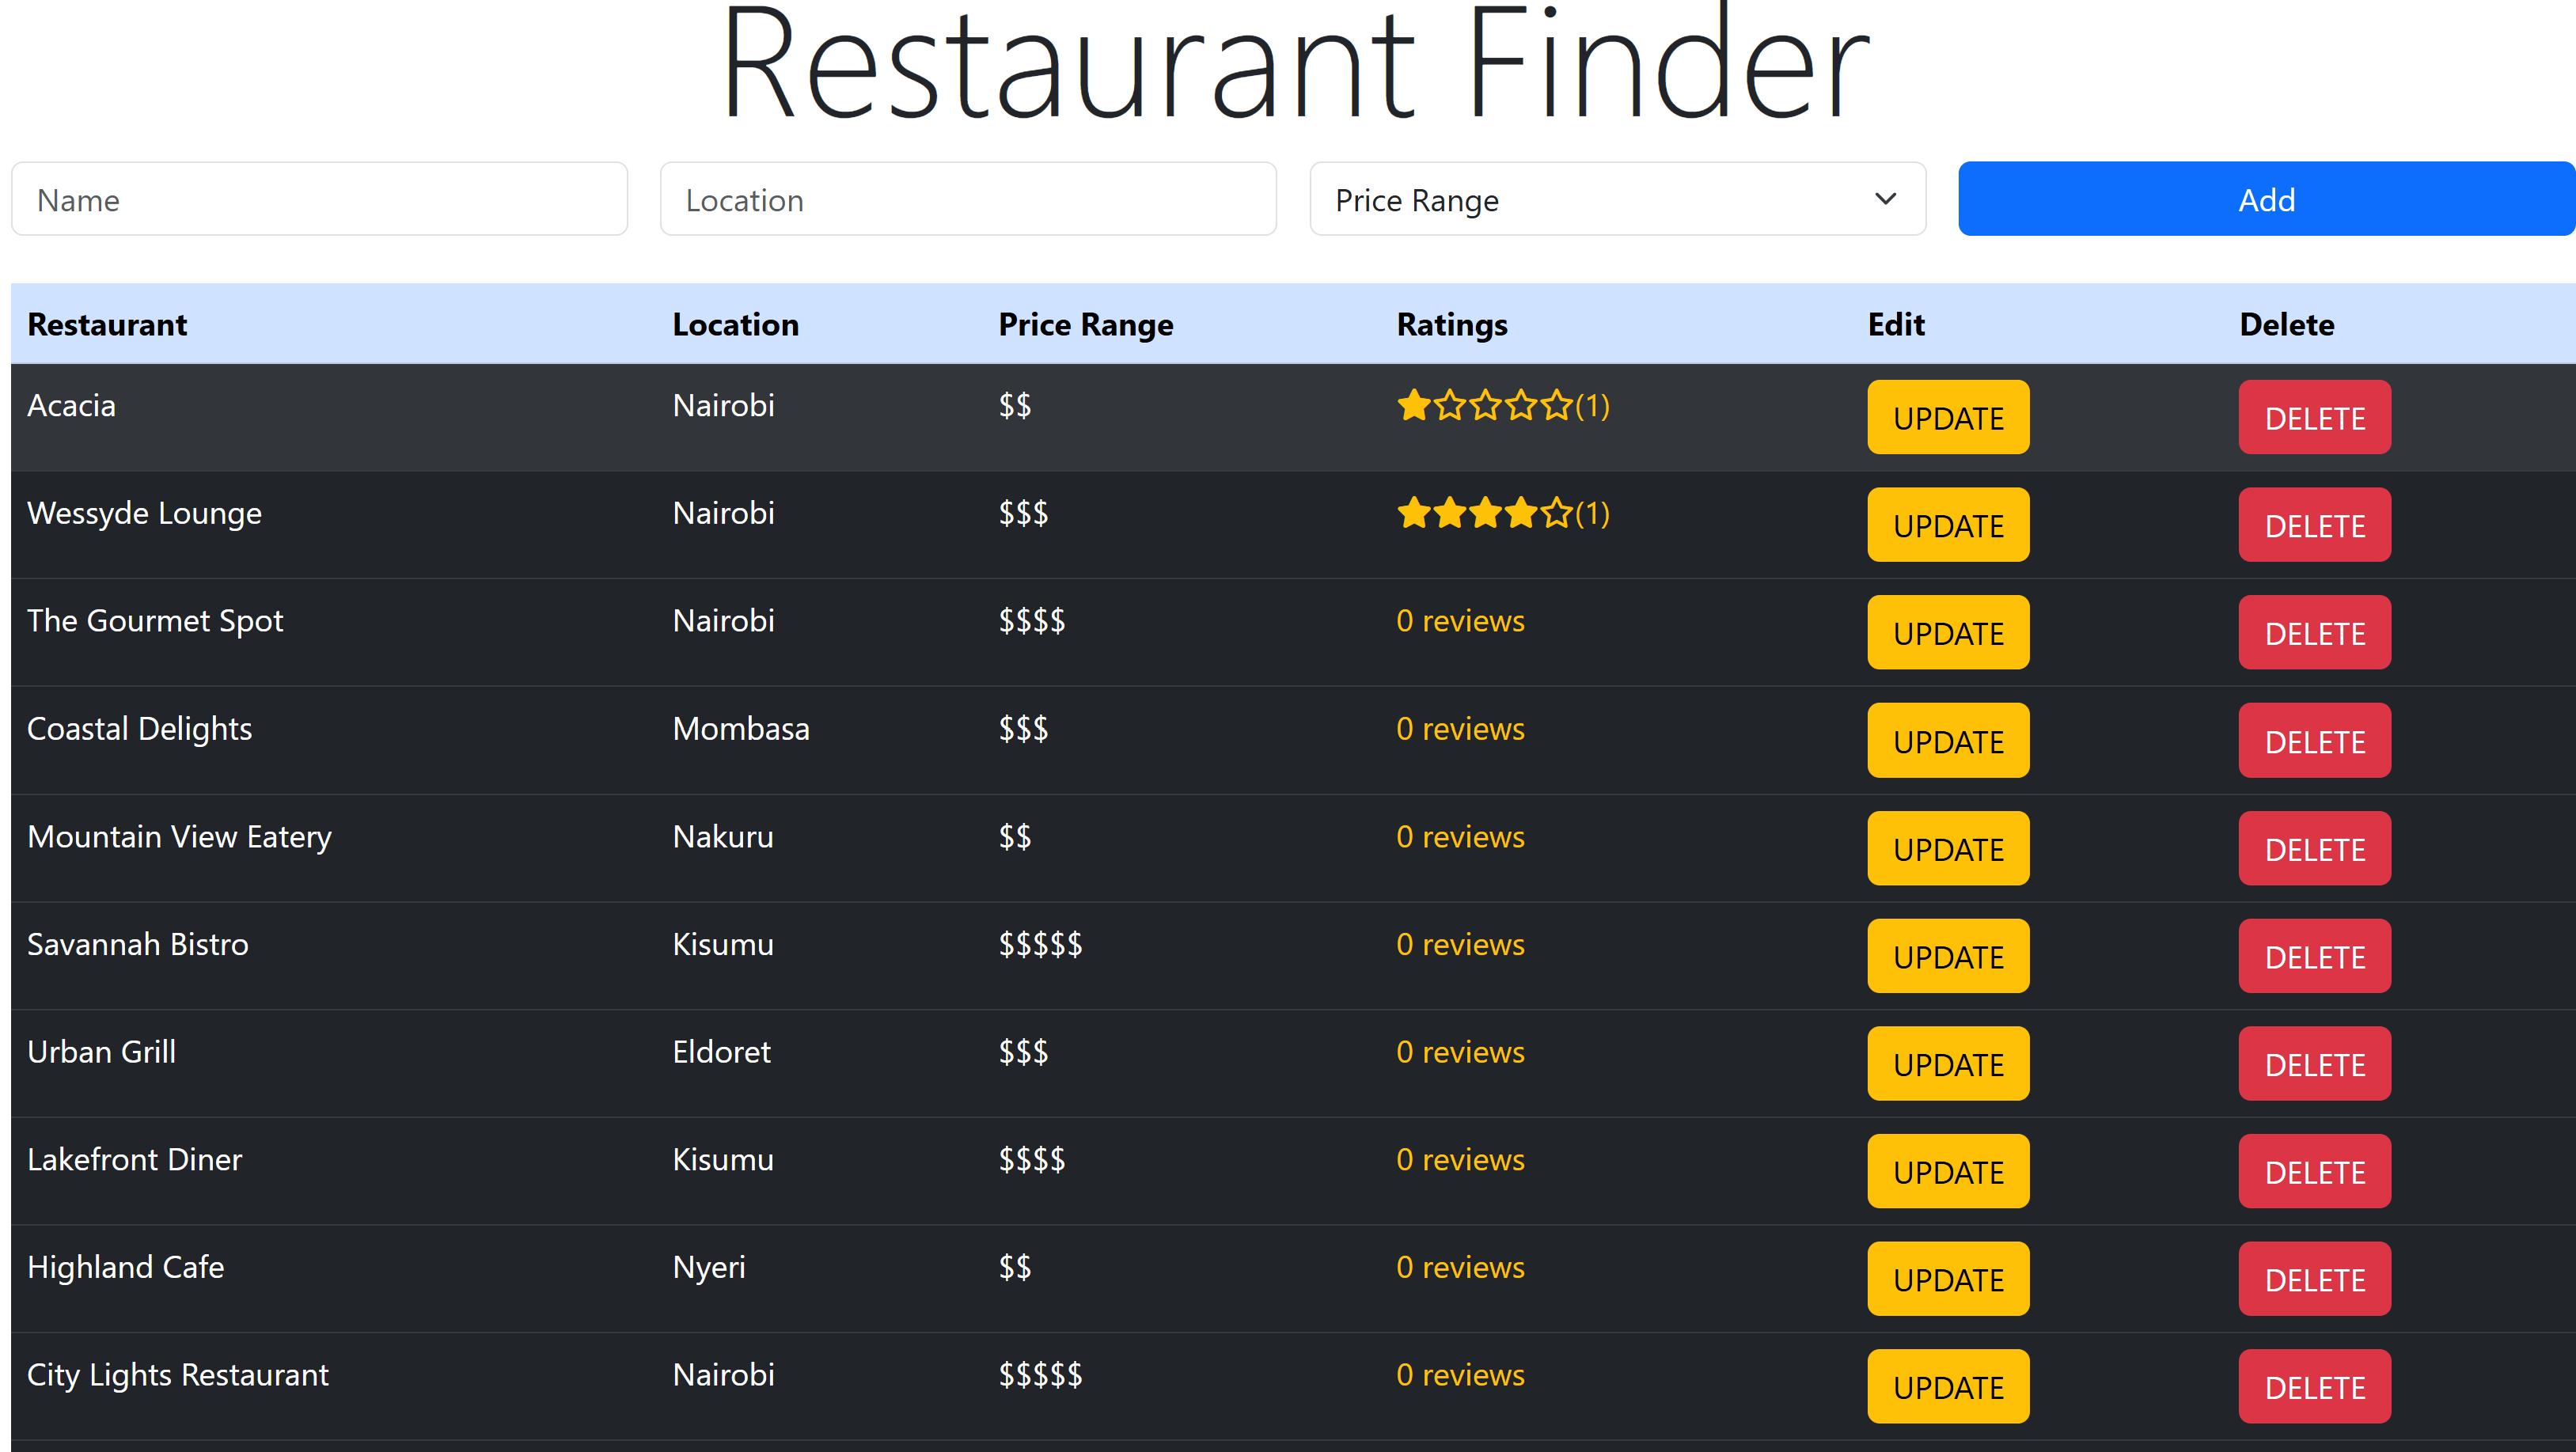 Restaurant Finder
Name Location Price Range Add
Restaurant Location Price Range Ratings Edit Delete
Acacia Nairobi $$ (1) UPDATE DELETE
Wessyde Lounge Nairobi $$$ (1) UPDATE DELETE
The Gourmet Spot Nairobi $$$$ 0 reviews UPDATE DELETE
Coastal Delights Mombasa $$$ 0 reviews UPDATE DELETE
Mountain View Eatery Nakuru $$ 0 reviews UPDATE DELETE
Savannah Bistro Kisumu $$$$$ 0 reviews UPDATE DELETE
Urban Grill Eldoret $$$ 0 reviews UPDATE DELETE
Lakefront Diner Kisumu $$$$ 0 reviews UPDATE DELETE
Highland Cafe Nyeri $$ 0 reviews UPDATE DELETE
City Lights Restaurant Nairobi $$$$$ 0 reviews UPDATE DELETE